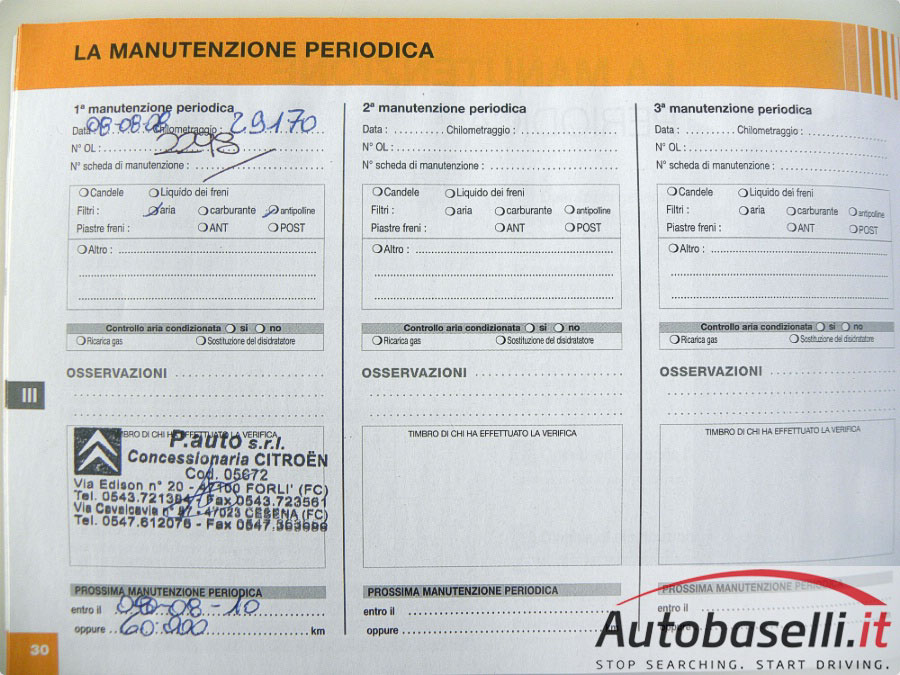 LA MANUTENZIONE PERIODICA
1ª manutenzione periodica
Data 08-08-08 Chilometraggio : 29170
N° OL : 2298
N° scheda di manutenzione :
Candele Liquido dei freni
Filtri : aria carburante antipolline
Piastre freni : ANT POST
Altro :
Controllo aria condizionata si no
Ricarica gas Sostituzione del disidratatore
OSSERVAZIONI
TIMBRO DI CHI HA EFFETTUATO LA VERIFICA
P.auto s.r.l.
Concessionaria CITROËN
Cod. 05672
Via Edison n° 20 - 47100 FORLI' (FC)
Tel. 0543.721394 - Fax 0543.723561
Via Cavalcavia n° - 47023 CESENA (FC)
Tel. 0547.612076 - Fax
PROSSIMA MANUTENZIONE PERIODICA
entro il 08-08-10
oppure 60.000 km
2ª manutenzione periodica
Data : Chilometraggio :
N° OL :
N° scheda di manutenzione :
Candele Liquido dei freni
Filtri : aria carburante antipolline
Piastre freni : ANT POST
Altro :
Controllo aria condizionata si no
Ricarica gas Sostituzione del disidratatore
OSSERVAZIONI
TIMBRO DI CHI HA EFFETTUATO LA VERIFICA
PROSSIMA MANUTENZIONE PERIODICA
entro il
oppure km
3ª manutenzione periodica
Data : Chilometraggio :
N° OL :
N° scheda di manutenzione :
Candele Liquido dei freni
Filtri : aria carburante antipolline
Piastre freni : ANT POST
Altro :
Controllo aria condizionata si no
Ricarica gas Sostituzione del disidratatore
OSSERVAZIONI
TIMBRO DI CHI HA EFFETTUATO LA VERIFICA
PROSSIMA MANUTENZIONE PERIODICA
entro il
oppure
III
30
Autobaselli.it
STOP SEARCHING. START DRIVING.